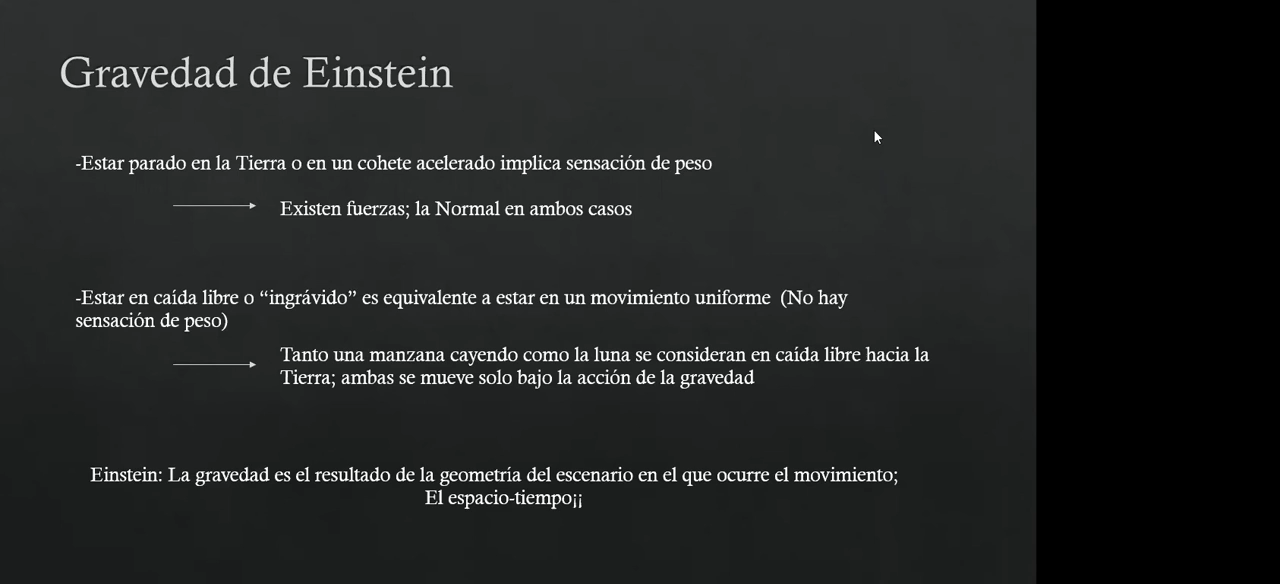 Gravedad de Einstein
-Estar parado en la Tierra o en un cohete acelerado implica sensación de peso
Existen fuerzas; la Normal en ambos casos
-Estar en caída libre o “ingrávido” es equivalente a estar en un movimiento uniforme  (No hay
sensación de peso)
Tanto una manzana cayendo como la luna se consideran en caída libre hacia la
Tierra; ambas se mueve solo bajo la acción de la gravedad
Einstein: La gravedad es el resultado de la geometría del escenario en el que ocurre el movimiento;
El espacio-tiempo¡¡